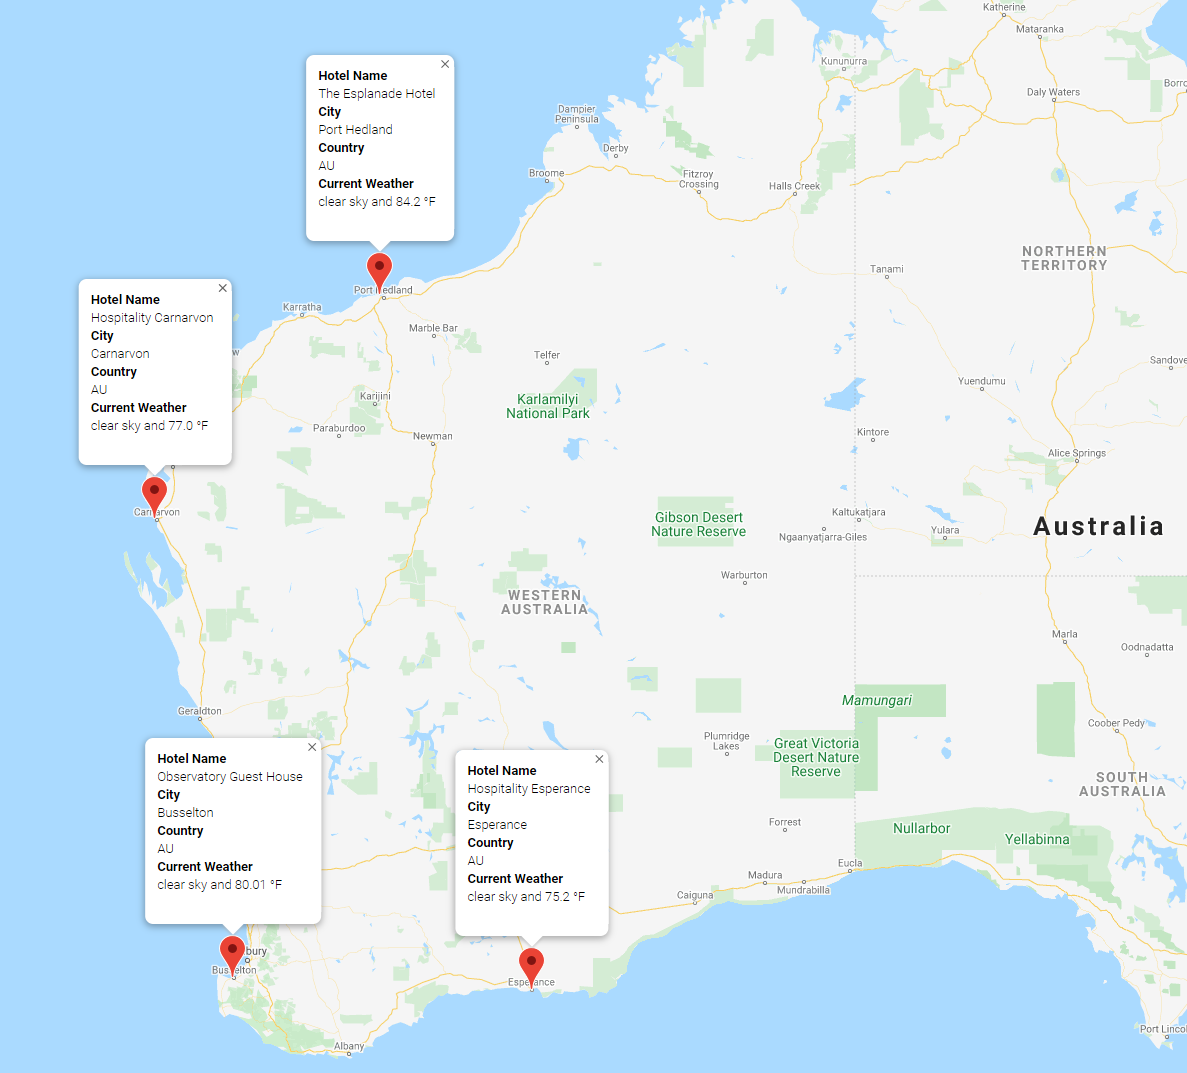 Katherine
Mataranka
Kununurra
Daly Waters
Borro
Hotel Name
The Esplanade Hotel
City
Port Hedland
Country
AU
Current Weather
clear sky and 84.2 °F
Dampier
Peninsula
Derby
Broome
Fitzroy
Crossing
Halls Creek
NORTHERN
TERRITORY
Tanami
Port Hedland
Karratha
Marble Bar
Hotel Name
Hospitality Carnarvon
City
Carnarvon
Country
AU
Current Weather
clear sky and 77.0 °F
w
Telfer
Sandove
Yuendumu
Karijini
Karlamilyi
National Park
Paraburdoo
Newman
Kintore
Alice Springs
Carnarvon
Gibson Desert
Nature Reserve
Kaltukatjara
Ngaanyatjarra-Giles
Yulara
Australia
Warburton
WESTERN
AUSTRALIA
Marla
Oodnadatta
Mamungari
Geraldton
Coober Pedy
Plumridge
Lakes
Great Victoria
Desert Nature
Reserve
SOUTH
AUSTRALIA
Hotel Name
Observatory Guest House
City
Busselton
Country
AU
Current Weather
clear sky and 80.01 °F
Hotel Name
Hospitality Esperance
City
Esperance
Country
AU
Current Weather
clear sky and 75.2 °F
Forrest
Nullarbor
Yellabinna
Eucla
Madura
Mundrabilla
Caiguna
bury
Busselton
Esperance
Albany
Port Lincol